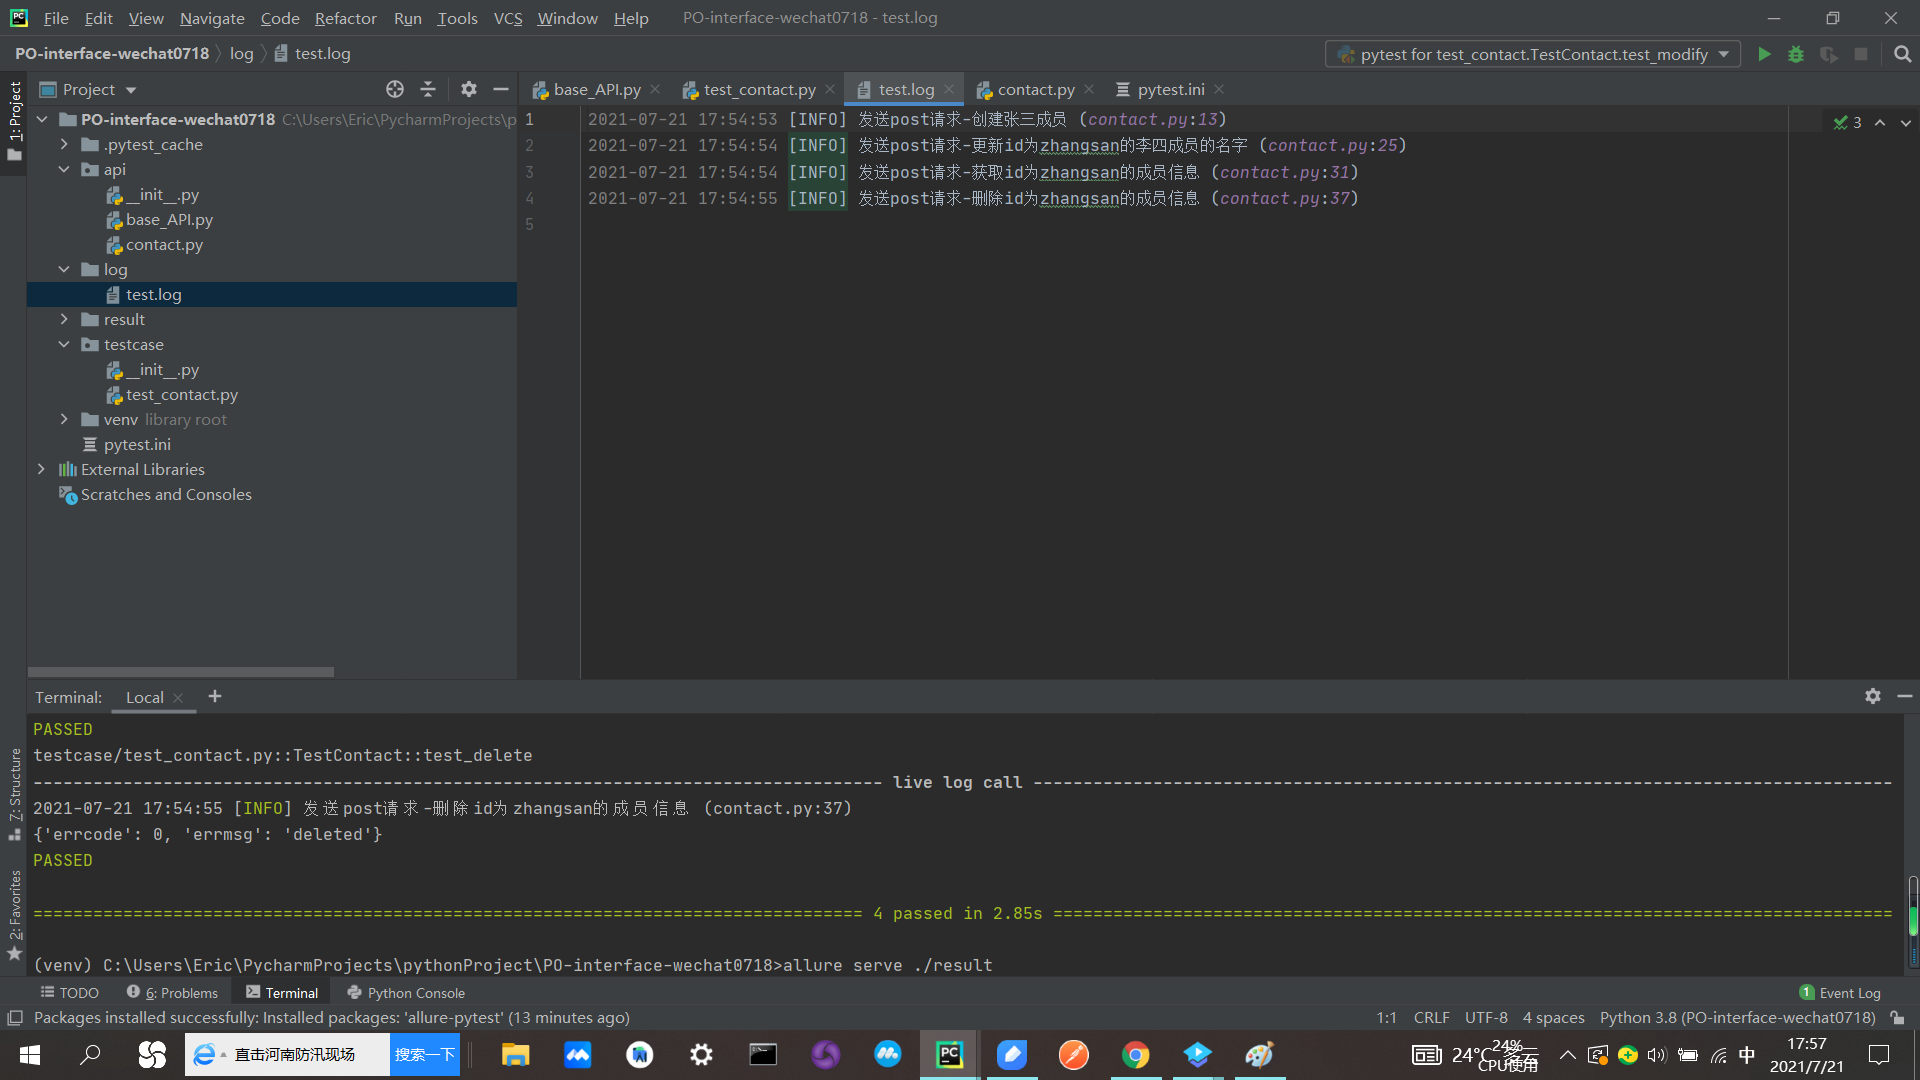 File Edit View Navigate Code Refactor Run Tools VCS Window Help PO-interface-wechat0718 - test.log
PO-interface-wechat0718 log test.log
pytest for test_contact.TestContact.test_modify
1: Project
Project
base_API.py test_contact.py test.log contact.py pytest.ini
PO-interface-wechat0718 C:\Users\Eric\PycharmProjects\p
.pytest_cache
api
__init__.py
base_API.py
contact.py
log
test.log
result
testcase
__init__.py
test_contact.py
venv library root
pytest.ini
External Libraries
Scratches and Consoles
1 2021-07-21 17:54:53 [INFO] 发送post请求-创建张三成员 (contact.py:13)
2 2021-07-21 17:54:54 [INFO] 发送post请求-更新id为zhangsan的李四成员的名字 (contact.py:25)
3 2021-07-21 17:54:54 [INFO] 发送post请求-获取id为zhangsan的成员信息 (contact.py:31)
4 2021-07-21 17:54:55 [INFO] 发送post请求-删除id为zhangsan的成员信息 (contact.py:37)
5
3
Terminal: Local
PASSED
testcase/test_contact.py::TestContact::test_delete
------------------------------------------------------------------------------------- live log call --------------------------------------------------------------------------------------
2021-07-21 17:54:55 [INFO] 发送post请求-删除id为zhangsan的成员信息 (contact.py:37)
{'errcode': 0, 'errmsg': 'deleted'}
PASSED
=================================================================================== 4 passed in 2.85s ====================================================================================
(venv) C:\Users\Eric\PycharmProjects\pythonProject\PO-interface-wechat0718>allure serve ./result
7: Structure
2: Favorites
TODO 6: Problems Terminal Python Console 1 Event Log
Packages installed successfully: Installed packages: 'allure-pytest' (13 minutes ago) 1:1 CRLF UTF-8 4 spaces Python 3.8 (PO-interface-wechat0718)
直击河南防汛现场 搜索一下
24°C 多云
24%
CPU使用
中
17:57
2021/7/21